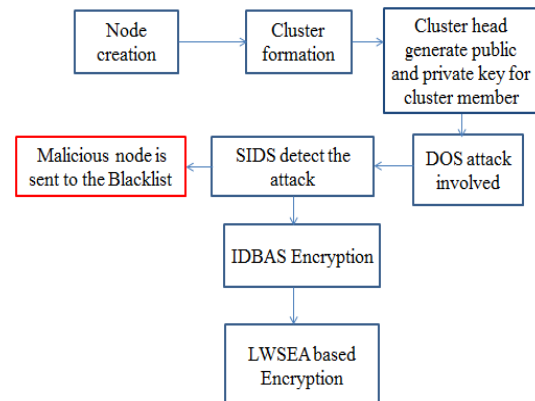 Node
creation
Cluster
formation
Cluster head
generate public
and private key for
cluster member
Malicious node is
sent to the Blacklist
SIDS detect the
attack
DOS attack
involved
IDBAS Encryption
LWSEA based
Encryption